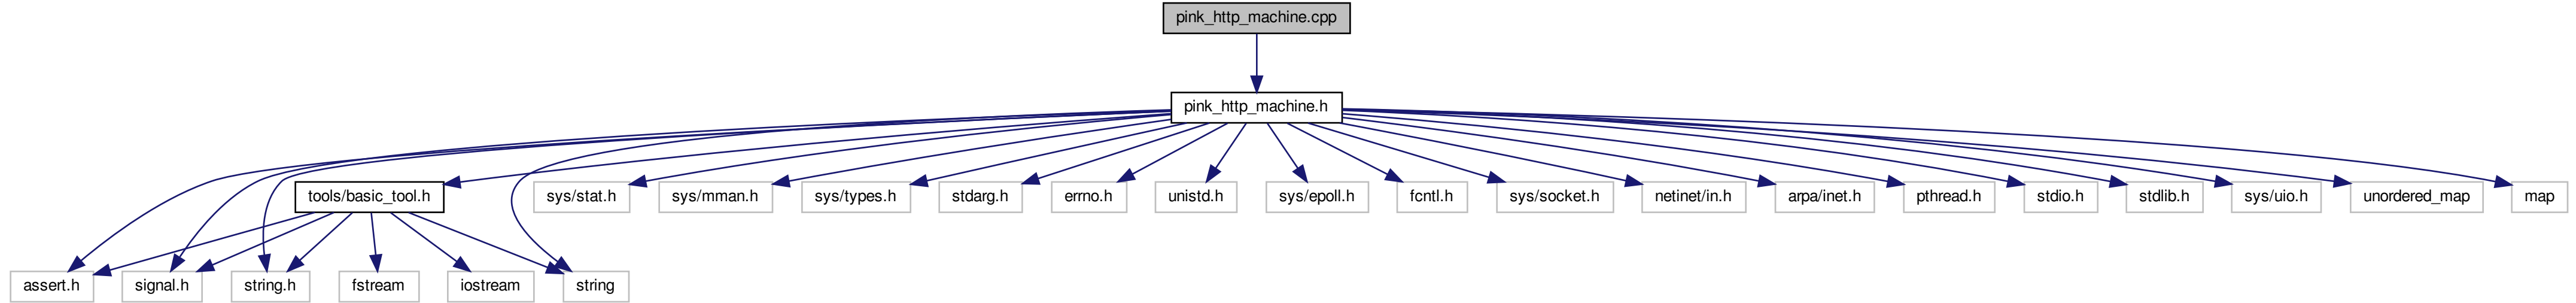 pink_http_machine.cpp
pink_http_machine.h
tools/basic_tool.h
sys/stat.h
sys/mman.h
sys/types.h
stdarg.h
errno.h
unistd.h
sys/epoll.h
fcntl.h
sys/socket.h
netinet/in.h
arpa/inet.h
pthread.h
stdio.h
stdlib.h
sys/uio.h
unordered_map
map
assert.h
signal.h
string.h
fstream
iostream
string